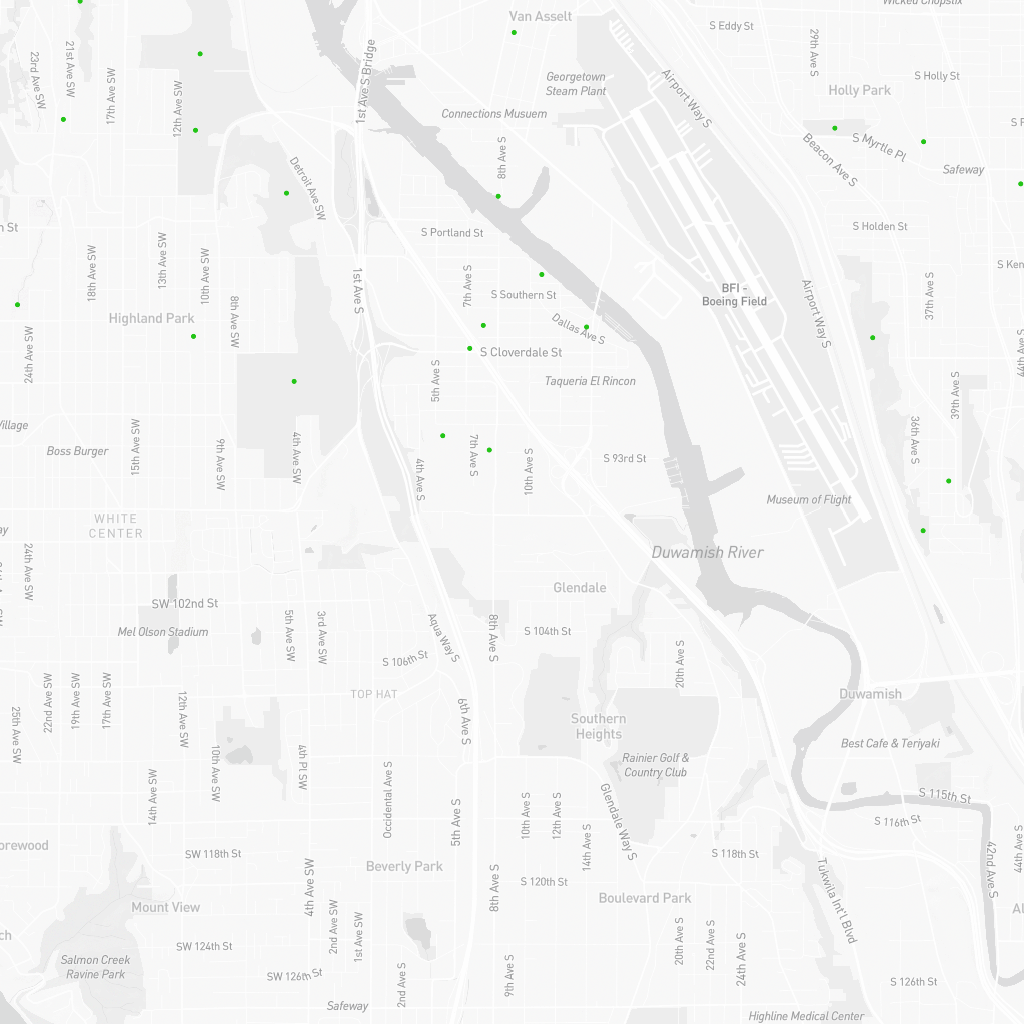 Wicked Chopstix
Van Asselt
S Eddy St
29th Ave S
21st Ave SW
23rd Ave SW
17th Ave SW
12th Ave SW
1st Ave S Bridge
Georgetown
Steam Plant
Airport Way S
S Holly St
Holly Park
Connections Musuem
S Myrtle Pl
Beacon Ave S
Safeway
8th Ave S
Detroit Ave SW
S Portland St
S Holden St
18th Ave SW
13th Ave SW
10th Ave SW
1st Ave S
7th Ave S
S Southern St
BFI -
Boeing Field
37th Ave S
Airport Way S
Highland Park
8th Ave SW
Dallas Ave S
24th Ave SW
S Cloverdale St
5th Ave S
Taqueria El Rincon
39th Ave S
36th Ave S
Village
Boss Burger
15th Ave SW
9th Ave SW
4th Ave SW
4th Ave S
7th Ave S
10th Ave S
S 93rd St
Museum of Flight
WHITE
CENTER
24th Ave SW
Duwamish River
Glendale
SW 102nd St
Mel Olson Stadium
5th Ave SW
3rd Ave SW
Aqua Way S
8th Ave S
S 104th St
20th Ave S
S 106th St
TOP HAT
Duwamish
25th Ave SW
22nd Ave SW
19th Ave SW
17th Ave SW
12th Ave SW
6th Ave S
Southern
Heights
10th Ave SW
4th Pl SW
Best Cafe & Teriyaki
Rainier Golf &
Country Club
14th Ave SW
Occidental Ave S
5th Ave S
10th Ave S
12th Ave S
14th Ave S
Glendale Way S
S 115th St
S 116th St
SW 118th St
S 118th St
42nd Ave S
44th Ave S
Beverly Park
4th Ave SW
8th Ave S
S 120th St
Boulevard Park
Tukwila Int'l Blvd
Mount View
2nd Ave SW
1st Ave SW
20th Ave S
22nd Ave S
24th Ave S
SW 124th St
Salmon Creek
Ravine Park
SW 126th St
2nd Ave S
9th Ave S
S 126th St
Safeway
Highline Medical Center